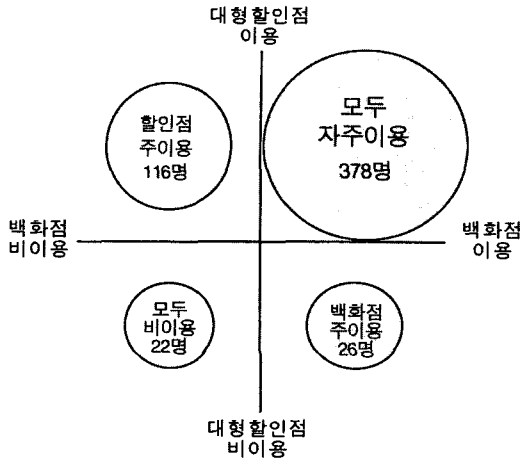 대형할인점
이용
할인점
주이용
116명
모두
자주이용
378명
백화점
비이용
백화점
이용
모두
비이용
22명
백화점
주이용
26명
대형할인점
비이용